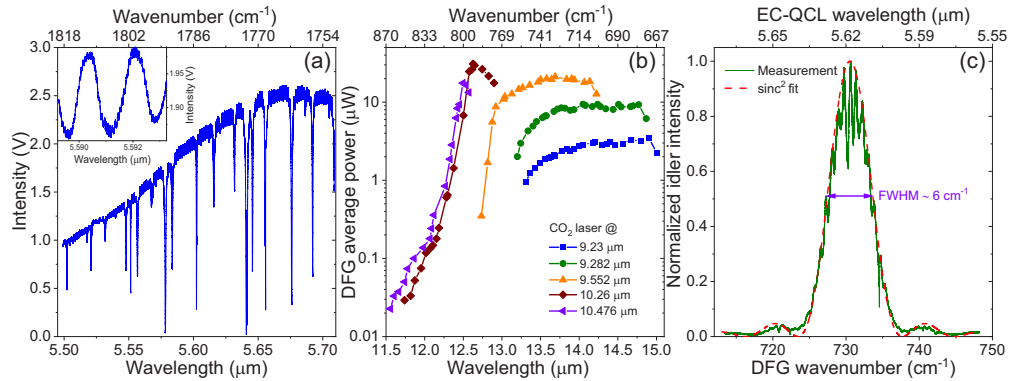 Wavenumber (cm⁻¹)
1818 1802 1786 1770 1754
(a)
3.0
2.5
2.0
1.5
1.0
0.5
0.0
Intensity (V)
1.95
1.90
Intensity (V)
5.590 5.592
Wavelength (μm)
5.50 5.55 5.60 5.65 5.70
Wavelength (μm)
Wavenumber (cm⁻¹)
870 833 800 769 741 714 690 667
(b)
10
1
0.1
0.01
DFG average power (μW)
CO₂ laser @
9.23 μm
9.282 μm
9.552 μm
10.26 μm
10.476 μm
11.5 12.0 12.5 13.0 13.5 14.0 14.5 15.0
Wavelength (μm)
EC-QCL wavelength (μm)
5.65 5.62 5.59 5.55
(c)
Measurement
sinc² fit
FWHM ~ 6 cm⁻¹
1.0
0.8
0.6
0.4
0.2
0.0
Normalized idler intensity
720 730 740 750
DFG wavenumber (cm⁻¹)